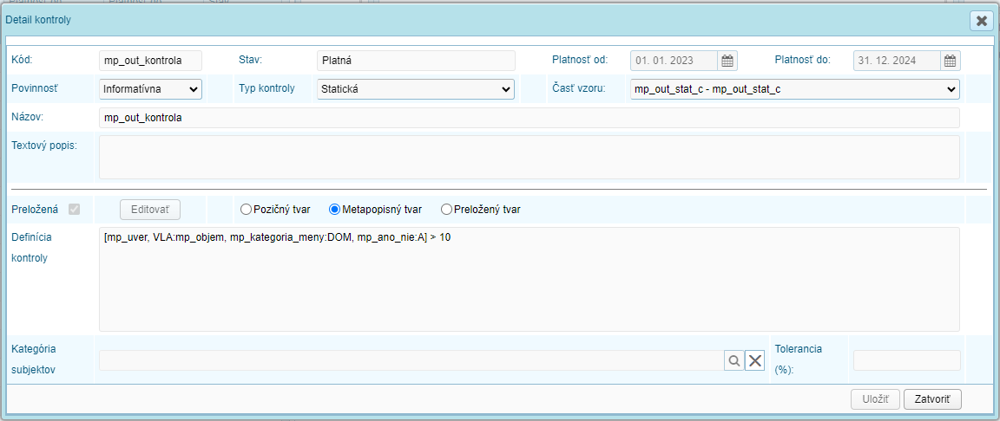 Detail kontroly
Kód: mp_out_kontrola Stav: Platná Platnosť od: 01. 01. 2023 Platnosť do: 31. 12. 2024
Povinnosť Informatívna Typ kontroly Statická Časť vzoru: mp_out_stat_c - mp_out_stat_c
Názov: mp_out_kontrola
Textový popis:
Preložená Editovať Pozičný tvar Metapopisný tvar Preložený tvar
Definícia kontroly [mp_uver, VLA:mp_objem, mp_kategoria_meny:DOM, mp_ano_nie:A] > 10
Kategória subjektov Tolerancia (%):
Uložiť Zatvoriť